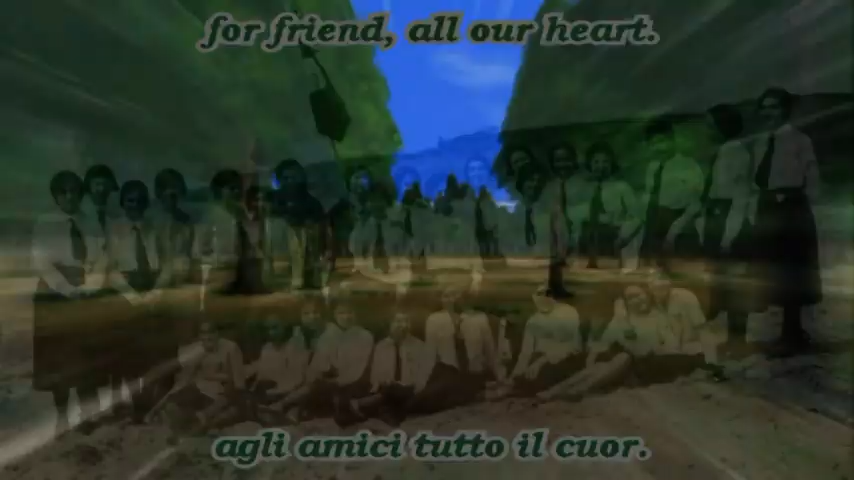 for friend, all our heart.
agli amici tutto il cuor.